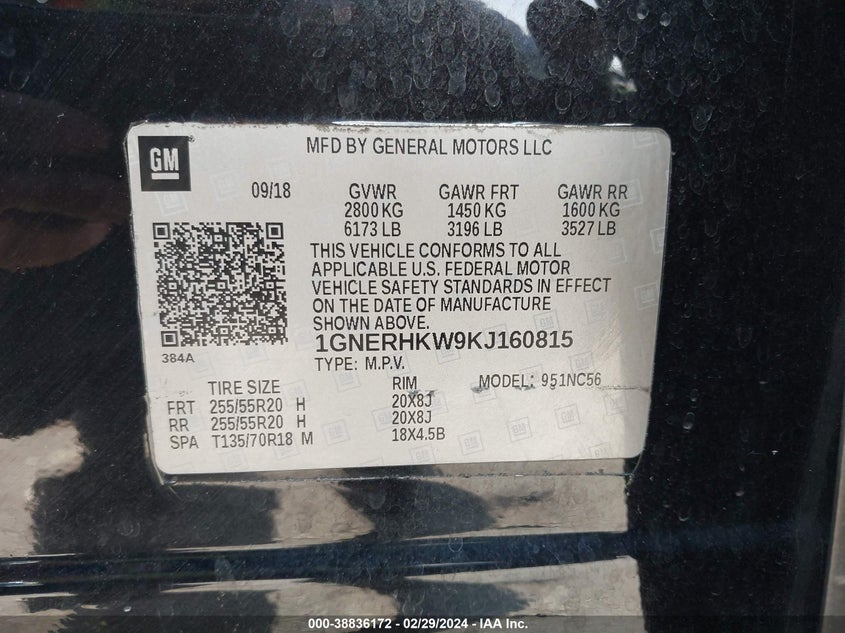 GM
MFD BY GENERAL MOTORS LLC
09/18 GVWR GAWR FRT GAWR RR
2800 KG 1450 KG 1600 KG
6173 LB 3196 LB 3527 LB
THIS VEHICLE CONFORMS TO ALL
APPLICABLE U.S. FEDERAL MOTOR
VEHICLE SAFETY STANDARDS IN EFFECT
ON THE DATE OF MANUFACTURE
SHOWN ABOVE.
384A
1GNERHKW9KJ160815
TYPE: M.P.V.
TIRE SIZE RIM MODEL: 951NC56
FRT 255/55R20 H 20X8J
RR 255/55R20 H 20X8J
SPA T135/70R18 M 18X4.5B
000-38836172 - 02/29/2024 - IAA Inc.